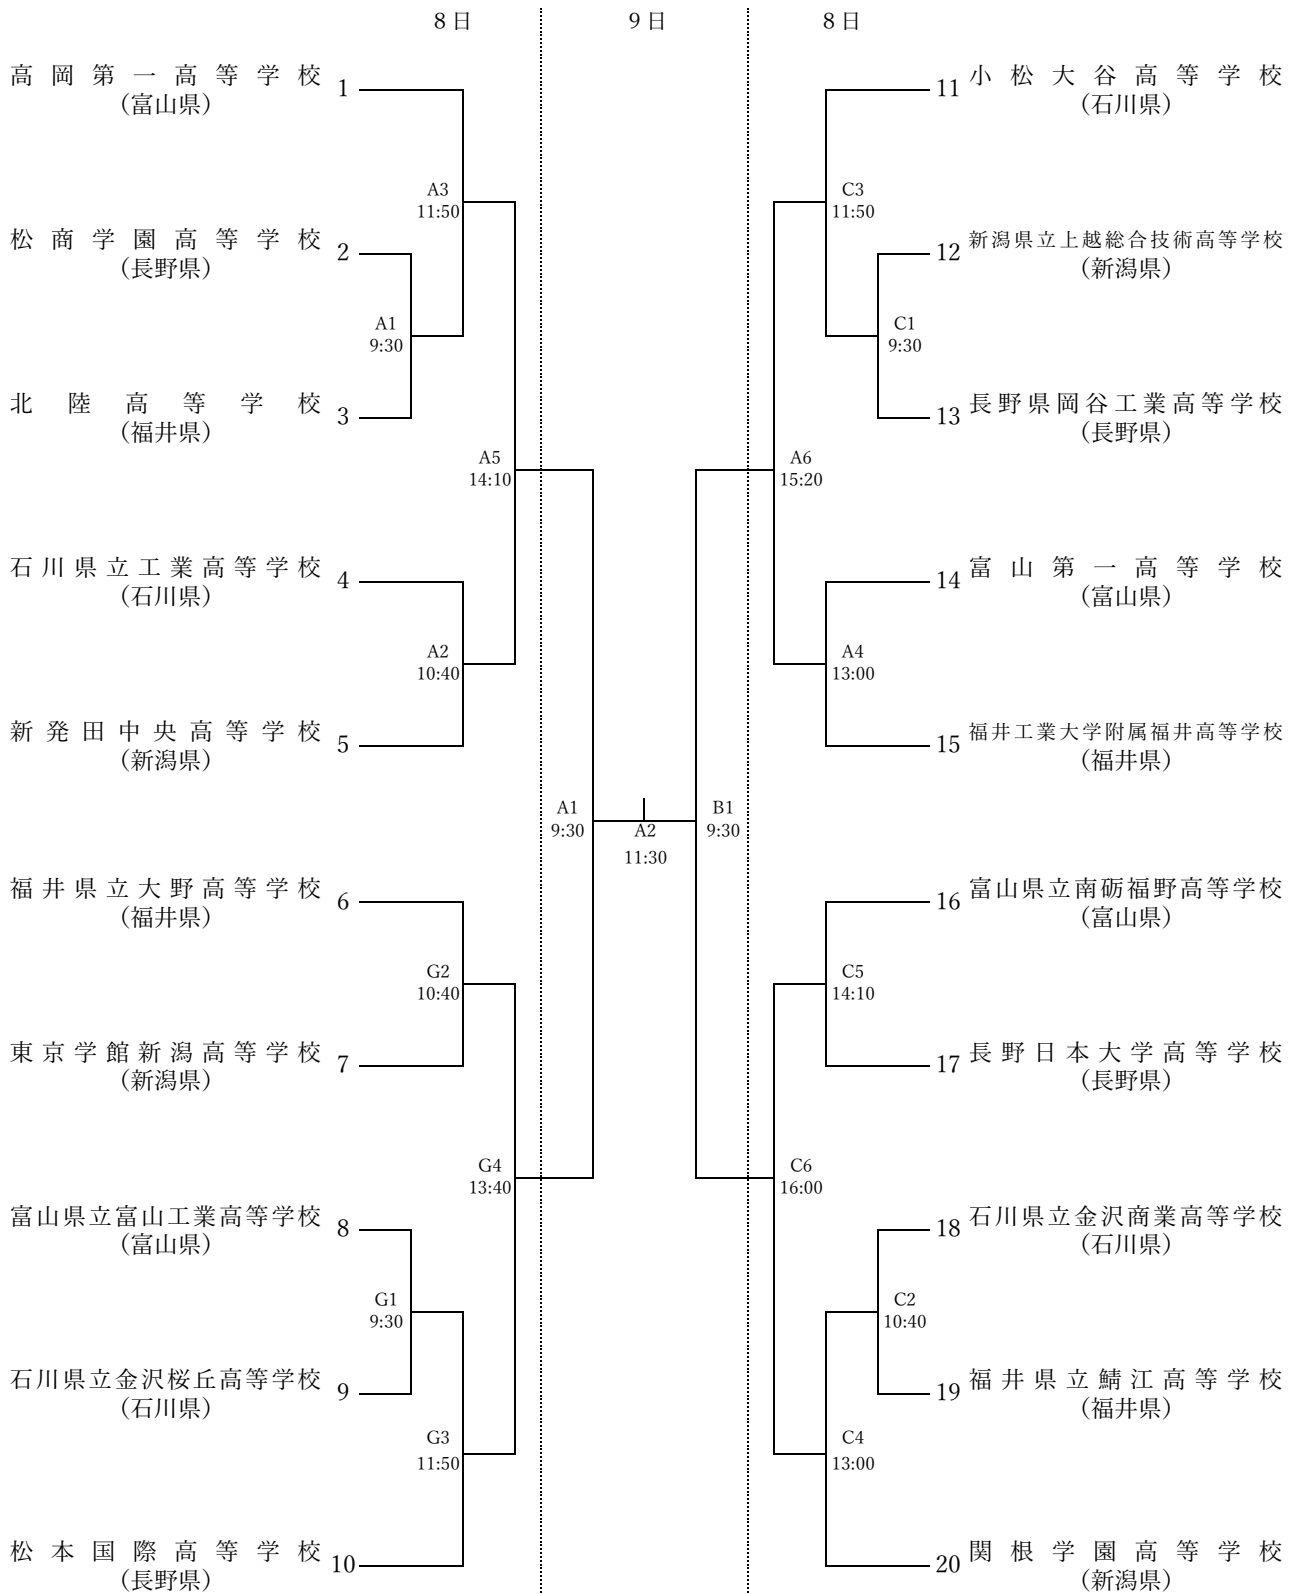 8日
9日
8日
高岡第一高等学校
(富山県)
1
A3
11:50
松商学園高等学校
(長野県)
2
A1
9:30
北陸高等学校
(福井県)
3
A5
14:10
石川県立工業高等学校
(石川県)
4
A2
10:40
新発田中央高等学校
(新潟県)
5
福井県立大野高等学校
(福井県)
6
G2
10:40
東京学館新潟高等学校
(新潟県)
7
G4
13:40
富山県立富山工業高等学校
(富山県)
8
G1
9:30
石川県立金沢桜丘高等学校
(石川県)
9
G3
11:50
松本国際高等学校
(長野県)
10
A1
9:30
A2
11:30
B1
9:30
11
小松大谷高等学校
(石川県)
C3
11:50
12
新潟県立上越総合技術高等学校
(新潟県)
C1
9:30
13
長野県岡谷工業高等学校
(長野県)
A6
15:20
14
富山第一高等学校
(富山県)
A4
13:00
15
福井工業大学附属福井高等学校
(福井県)
16
富山県立南砺福野高等学校
(富山県)
C5
14:10
17
長野日本大学高等学校
(長野県)
C6
16:00
18
石川県立金沢商業高等学校
(石川県)
C2
10:40
19
福井県立鯖江高等学校
(福井県)
C4
13:00
20
関根学園高等学校
(新潟県)